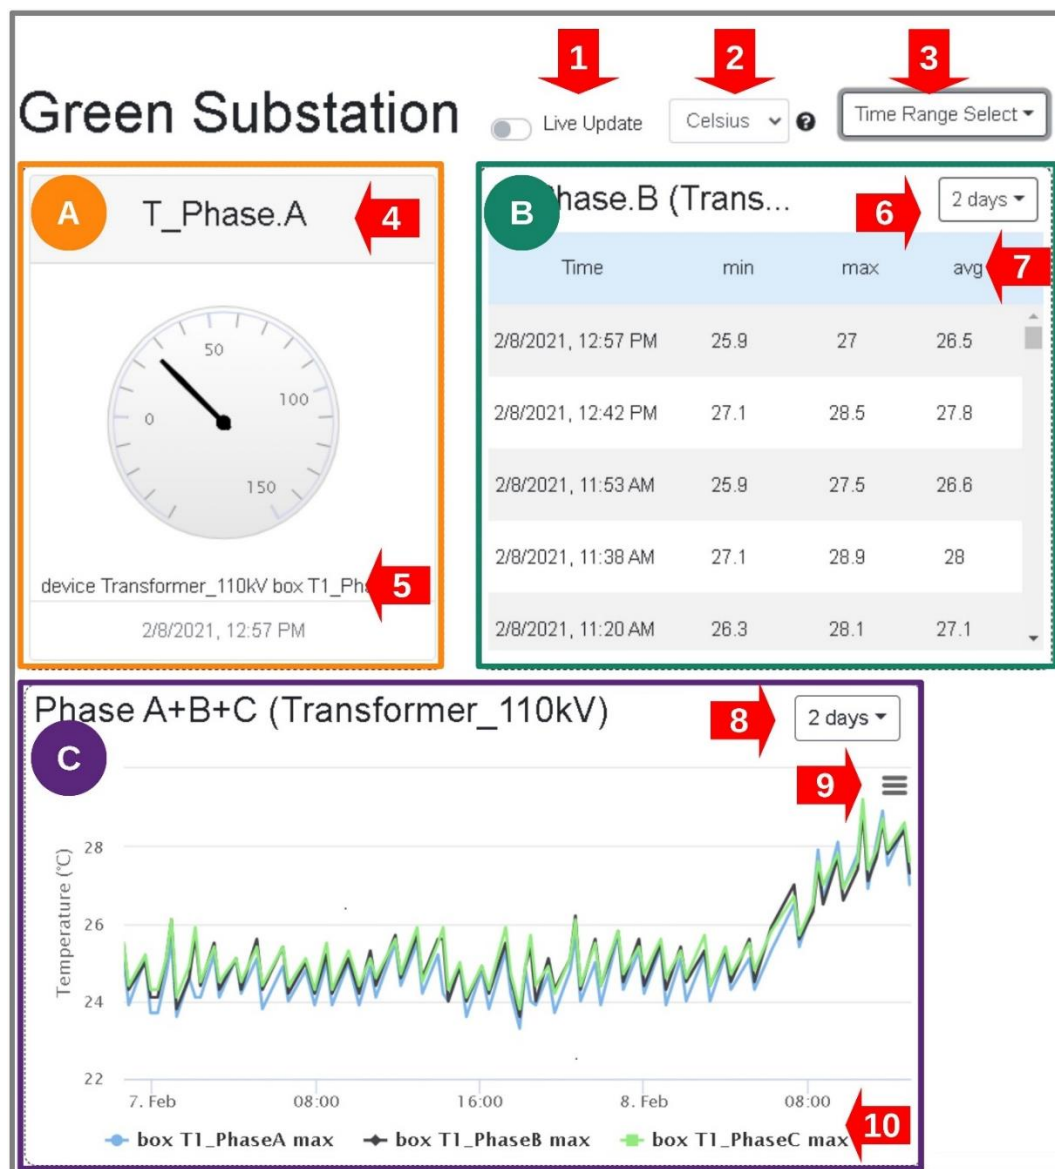 1 2 3
Green Substation Live Update Celsius ? Time Range Select
A T_Phase.A 4
50
0 100
150
device Transformer_110kV box T1_Ph 5
2/8/2021, 12:57 PM
B hase.B (Trans... 6 2 days
Time min max avg 7
2/8/2021, 12:57 PM 25.9 27 26.5
2/8/2021, 12:42 PM 27.1 28.5 27.8
2/8/2021, 11:53 AM 25.9 27.5 26.6
2/8/2021, 11:38 AM 27.1 28.9 28
2/8/2021, 11:20 AM 26.3 28.1 27.1
Phase A+B+C (Transformer_110kV) 8 2 days
C
9
Temperature (°C)
28
26
24
22
7. Feb 08:00 16:00 8. Feb 08:00
box T1_PhaseA max box T1_PhaseB max box T1_PhaseC max 10